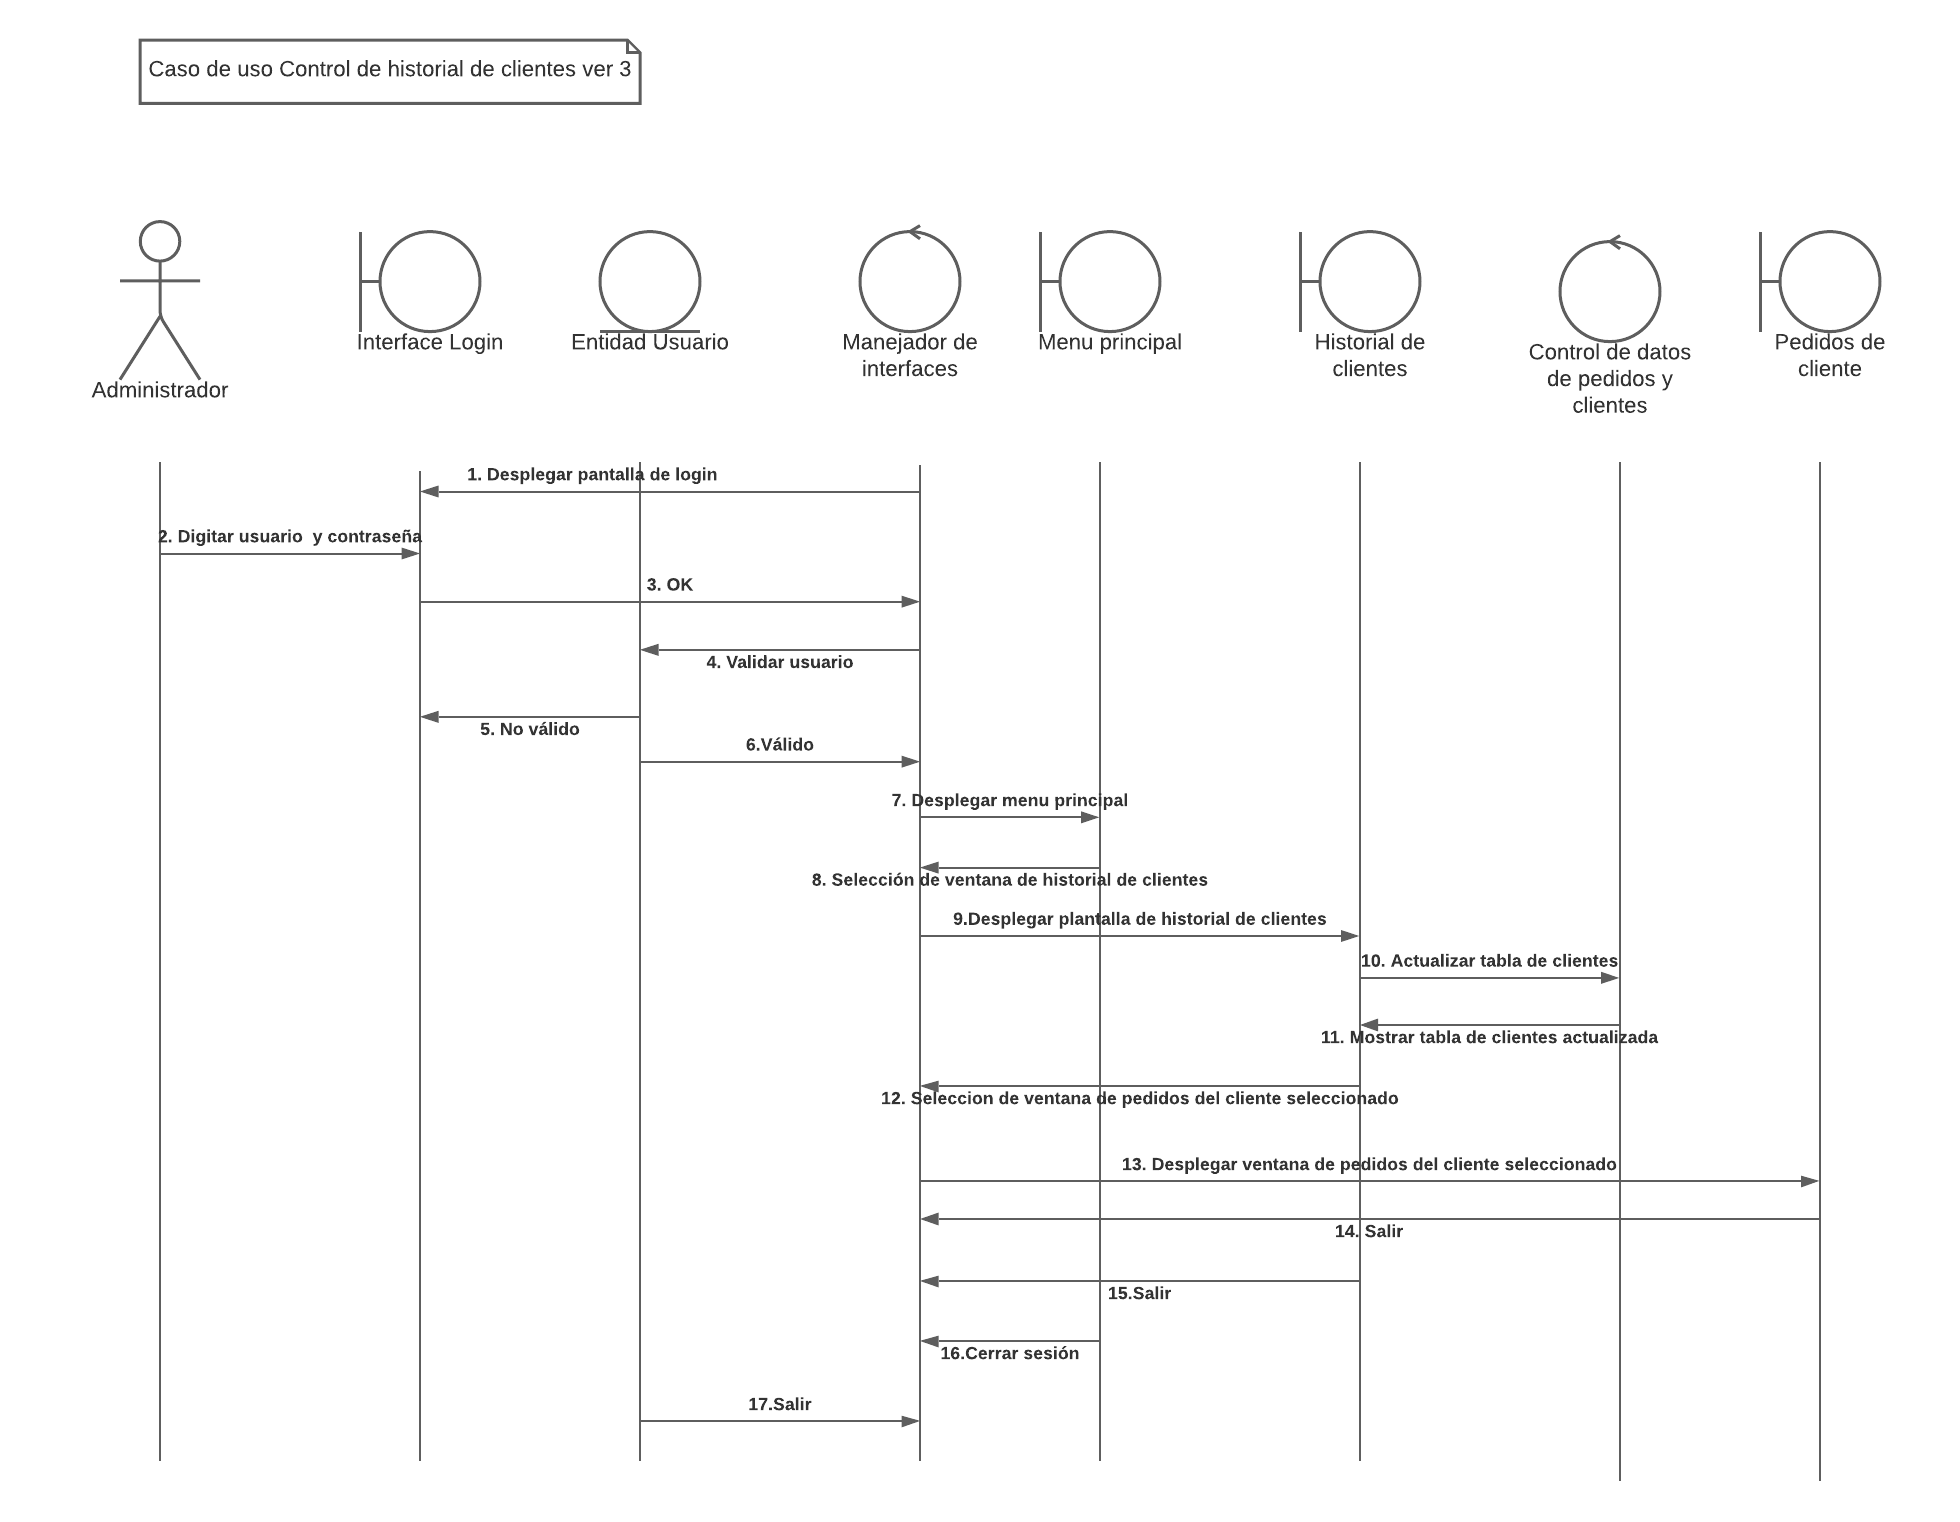 Caso de uso Control de historial de clientes ver 3
Administrador
Interface Login
Entidad Usuario
Manejador de
interfaces
Menu principal
Historial de
clientes
Control de datos
de pedidos y
clientes
Pedidos de
cliente
1. Desplegar pantalla de login
2. Digitar usuario  y contraseña
3. OK
4. Validar usuario
5. No válido
6.Válido
7. Desplegar menu principal
8. Selección de ventana de historial de clientes
9.Desplegar plantalla de historial de clientes
10. Actualizar tabla de clientes
11. Mostrar tabla de clientes actualizada
12. Seleccion de ventana de pedidos del cliente seleccionado
13. Desplegar ventana de pedidos del cliente seleccionado
14. Salir
15.Salir
16.Cerrar sesión
17.Salir